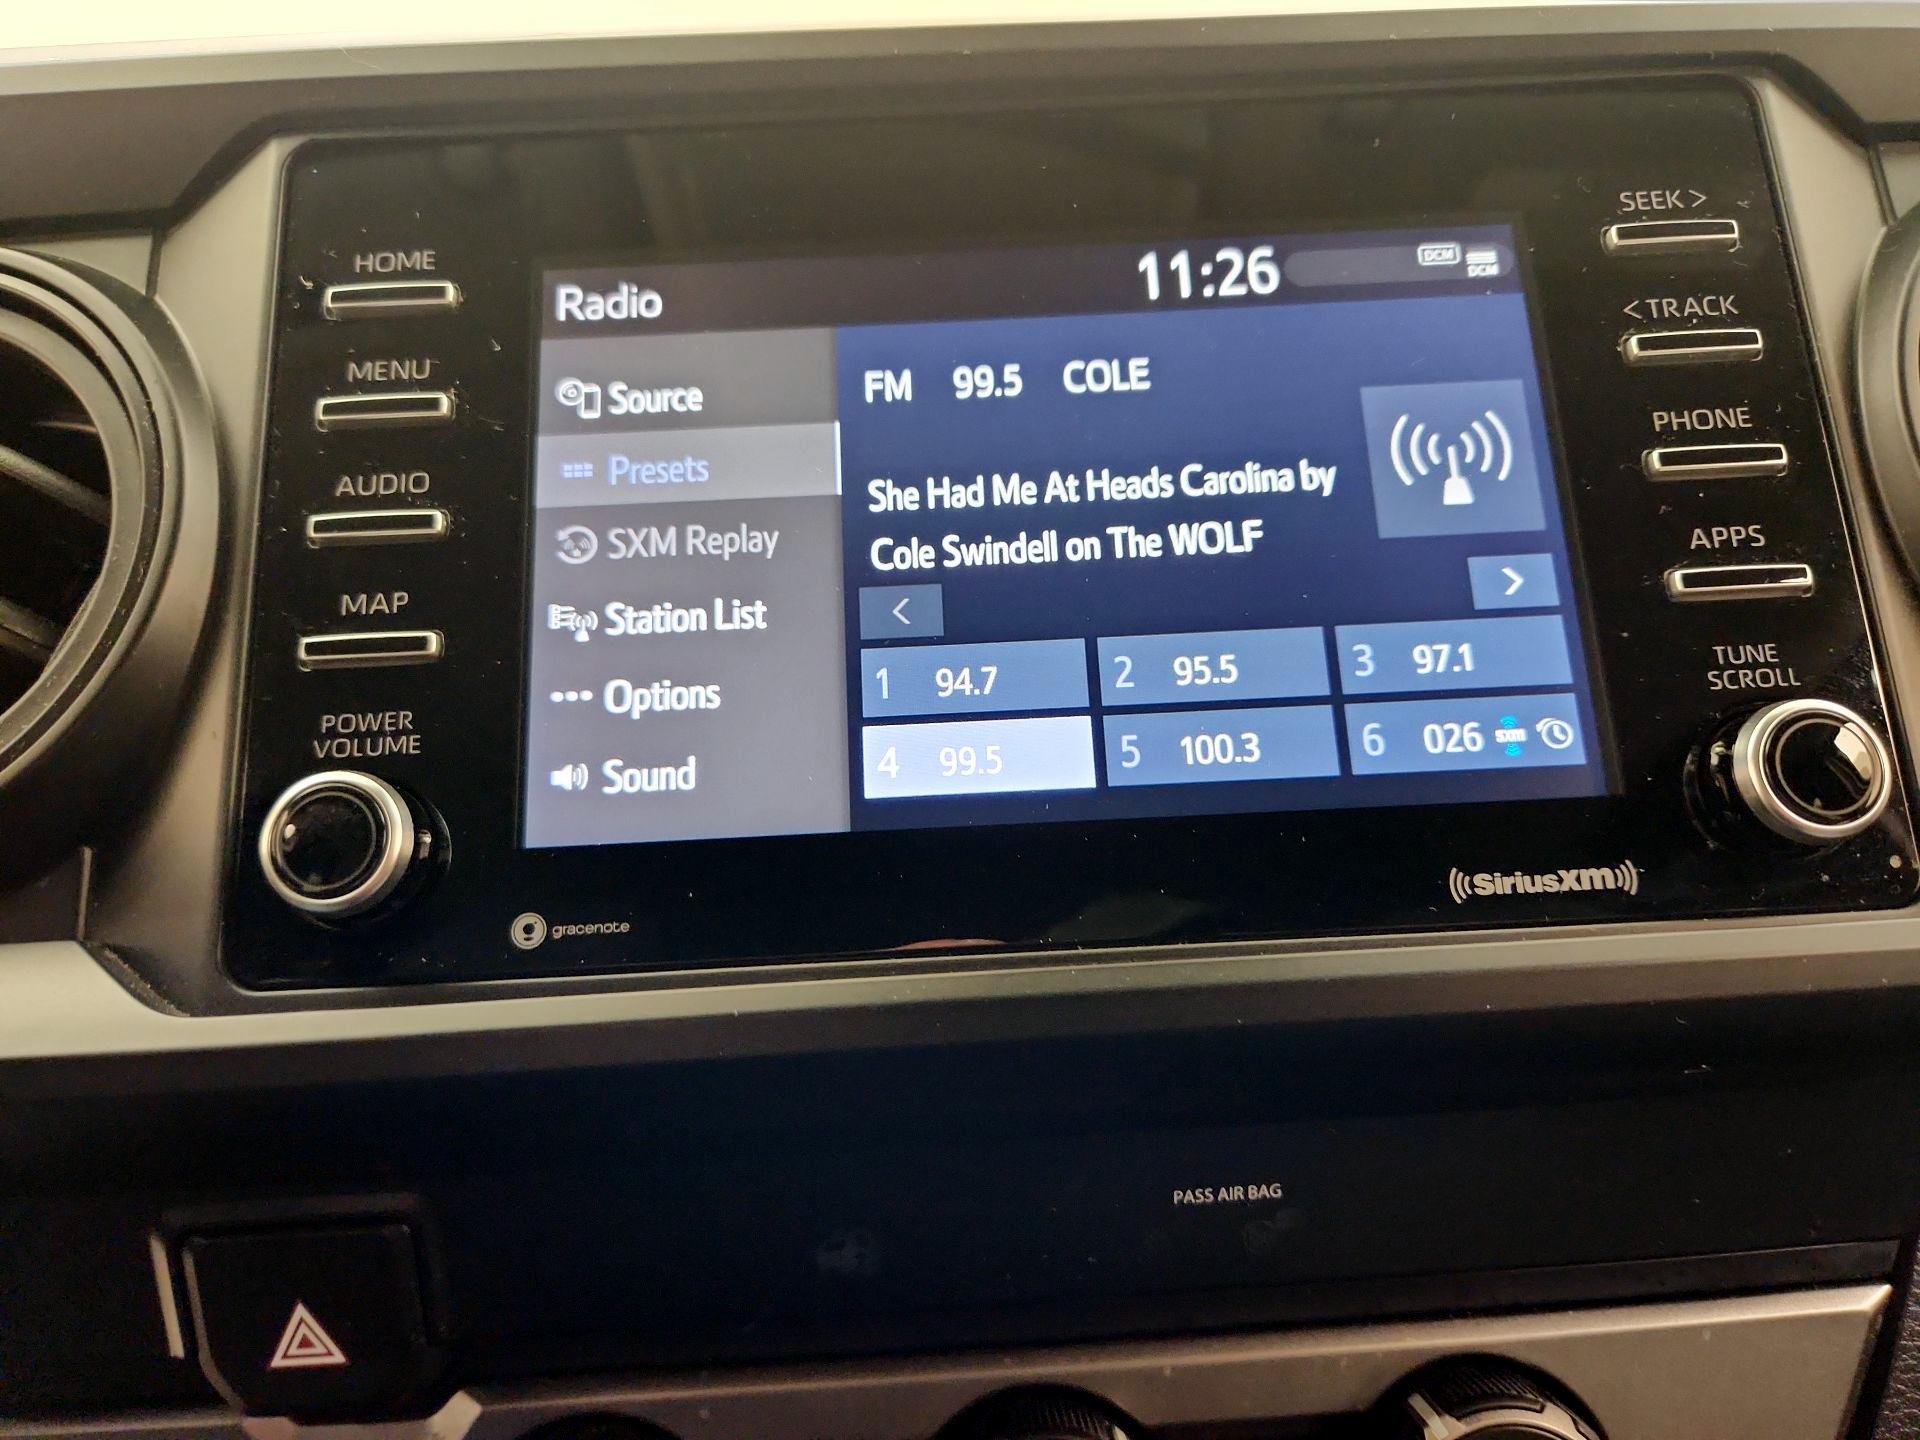 SEEK >
HOME
Radio
11:26
DCM
DCM
< TRACK
MENU
Source
FM 99.5 COLE
PHONE
AUDIO
Presets
She Had Me At Heads Carolina by
Cole Swindell on The WOLF
SXM Replay
APPS
<
>
MAP
Station List
1 94.7
2 95.5
3 97.1
TUNE
SCROLL
POWER
VOLUME
Options
4 99.5
5 100.3
6 026 SXM
Sound
((SiriusXM))
g gracenote
PASS AIR BAG